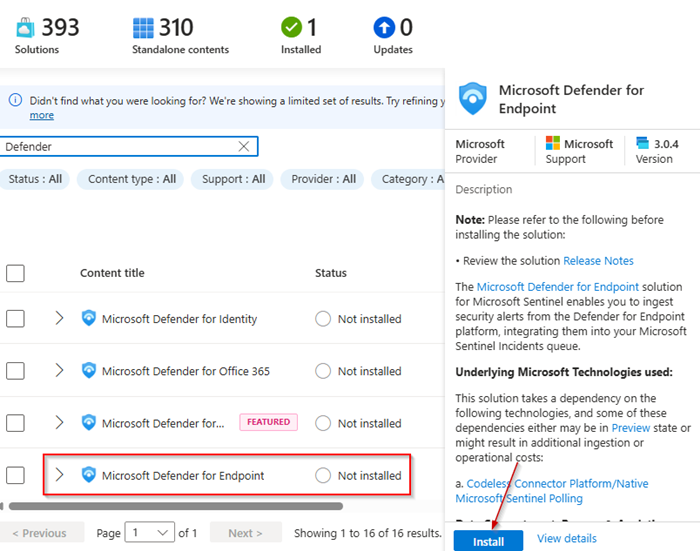 393
Solutions
310
Standalone contents
1
Installed
0
Updates
Didn't find what you were looking for? We're showing a limited set of results. Try refining
more
Defender
Status : All
Content type : All
Support : All
Provider : All
Category :
Content title
Status
Microsoft Defender for Identity
Not installed
Microsoft Defender for Office 365
Not installed
Microsoft Defender for...
FEATURED
Not installed
Microsoft Defender for Endpoint
Not installed
< Previous
Page
1
of 1
Next >
Showing 1 to 16 of 16 results.
Microsoft Defender for
Endpoint
Microsoft
Provider
Microsoft
Support
3.0.4
Version
Description
Note: Please refer to the following before
installing the solution:
• Review the solution Release Notes
The Microsoft Defender for Endpoint solution
for Microsoft Sentinel enables you to ingest
security alerts from the Defender for Endpoint
platform, integrating them into your Microsoft
Sentinel Incidents queue.
Underlying Microsoft Technologies used:
This solution takes a dependency on the
following technologies, and some of these
dependencies either may be in Preview state or
might result in additional ingestion or
operational costs:
a. Codeless Connector Platform/Native
Microsoft Sentinel Polling
Install
View details